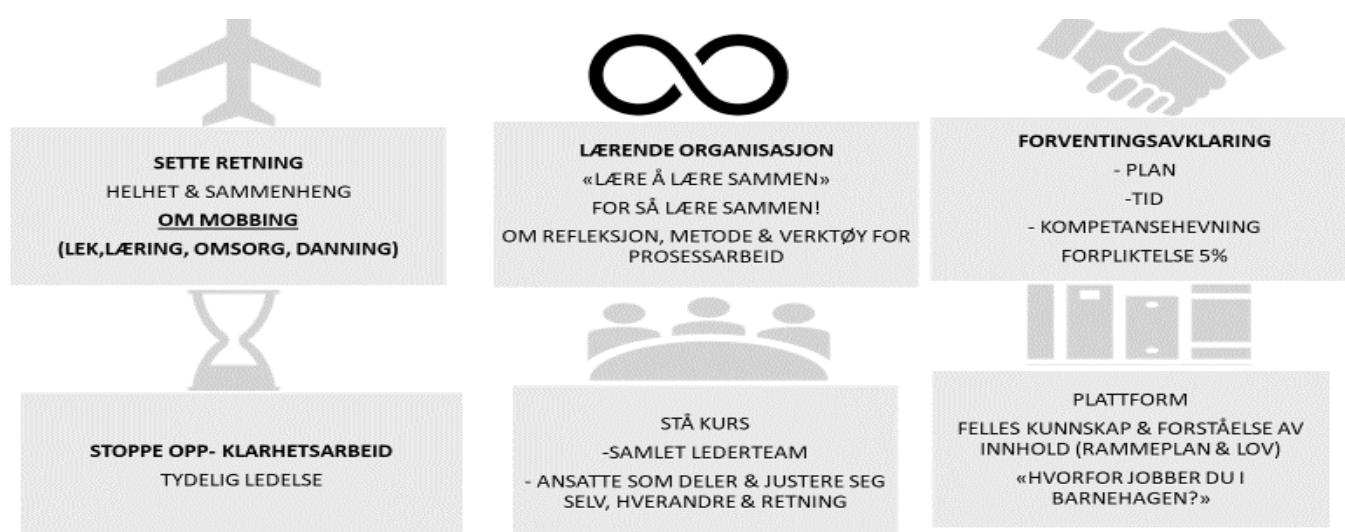 SETTE RETNING
HELHET & SAMMENHENG
OM MOBBING
(LEK,LÆRING, OMSORG, DANNING)
LÆRENDE ORGANISASJON
«LÆRE Å LÆRE SAMMEN»
FOR SÅ LÆRE SAMMEN!
OM REFLEKSJON, METODE & VERKTØY FOR
PROSESSARBEID
FORVENTINGSAVKLARING
- PLAN
-TID
- KOMPETANSEHEVNING
FORPLIKTELSE 5%
STOPPE OPP- KLARHETSARBEID
TYDELIG LEDELSE
STÅ KURS
-SAMLET LEDERTEAM
- ANSATTE SOM DELER & JUSTERE SEG
SELV, HVERANDRE & RETNING
PLATTFORM
FELLES KUNNSKAP & FORSTÅELSE AV
INNHOLD (RAMMEPLAN & LOV)
«HVORFOR JOBBER DU I
BARNEHAGEN?»